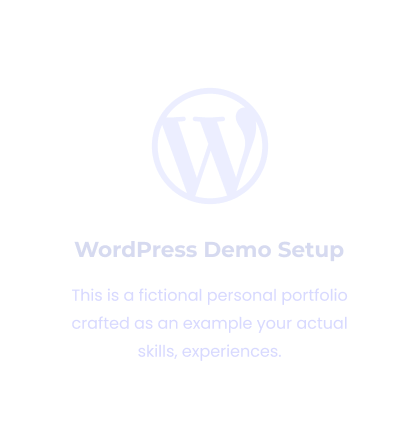 WordPress Demo Setup
This is a fictional personal portfolio
crafted as an example your actual
skills, experiences.